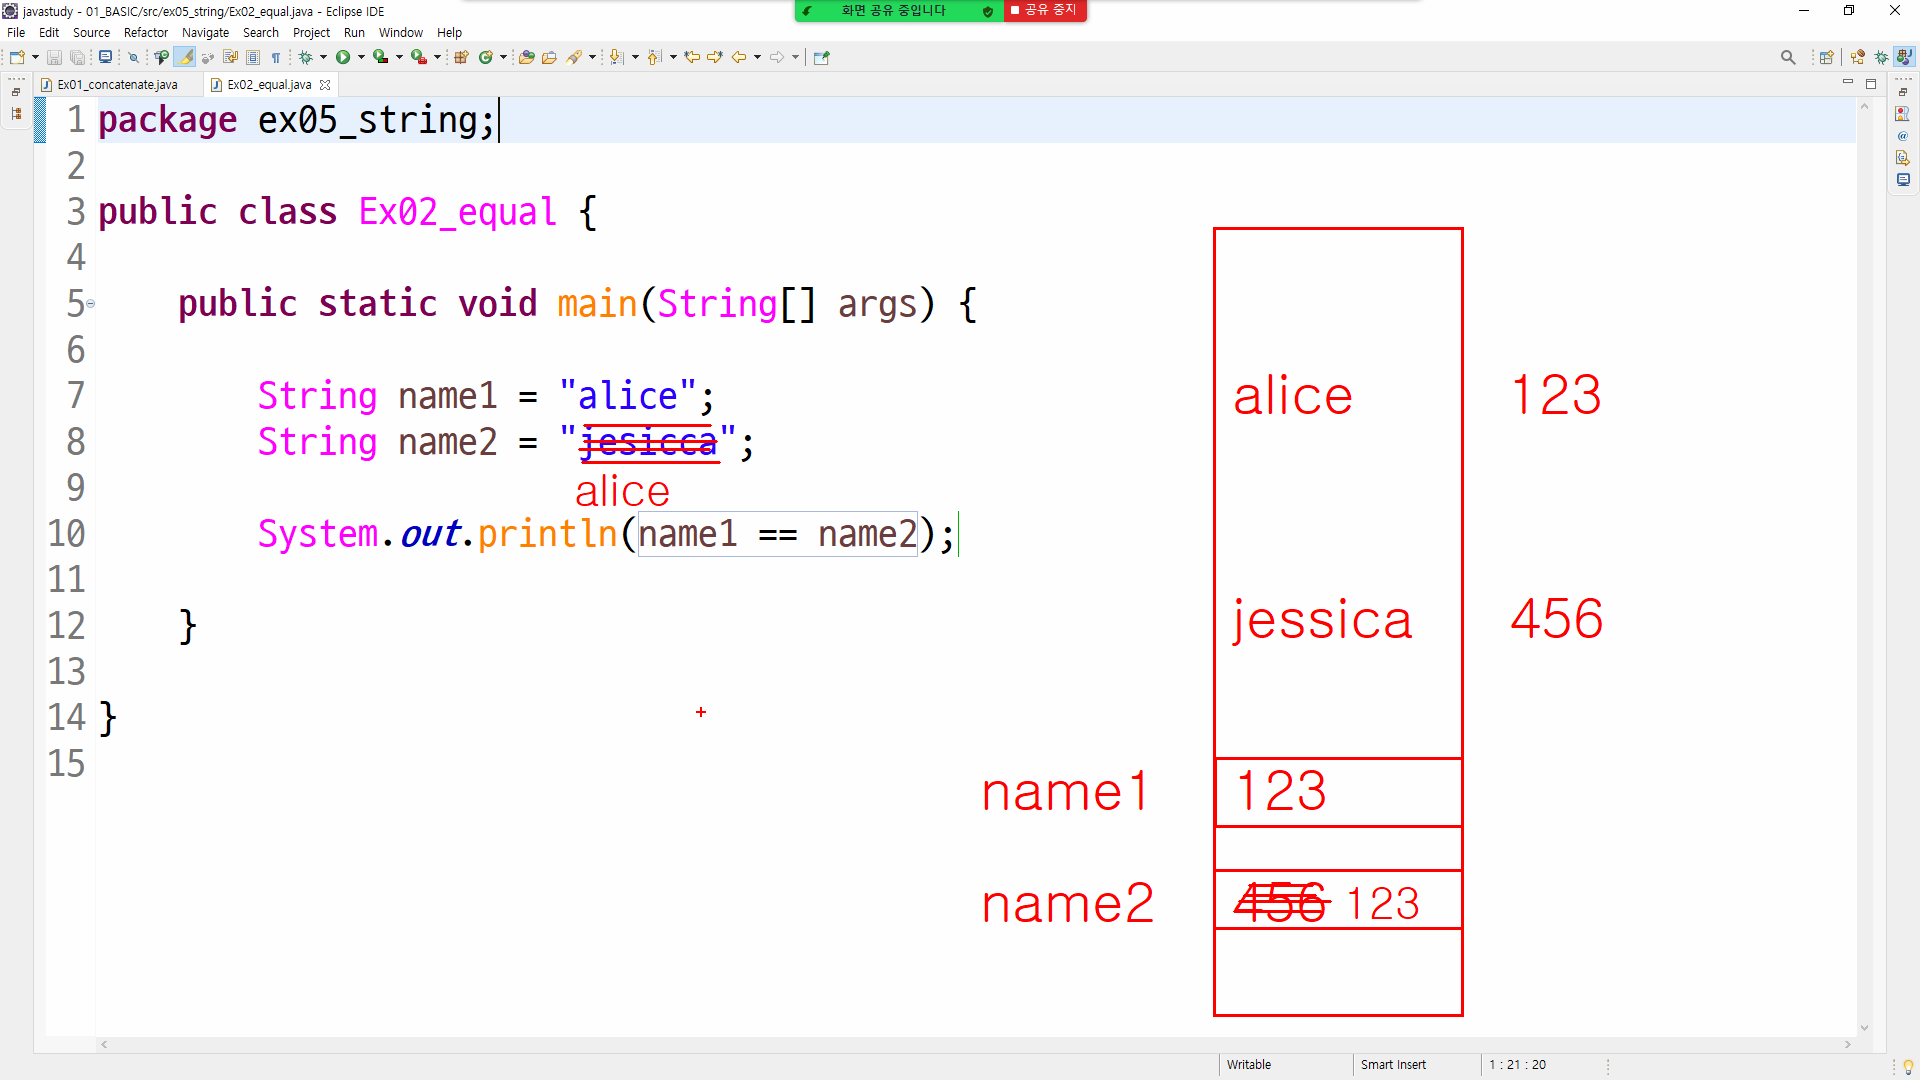 javastudy - 01_BASIC/src/ex05_string/Ex02_equal.java - Eclipse IDE
화면 공유 중입니다
공유 중지
File Edit Source Refactor Navigate Search Project Run Window Help
Ex01_concatenate.java
Ex02_equal.java
1 package ex05_string;
2
3 public class Ex02_equal {
4
5 public static void main(String[] args) {
6
7 String name1 = "alice";
8 String name2 = "jesicca";
alice
9
10 System.out.println(name1 == name2);
11
12 }
13
14 }
15
alice 123
jessica 456
name1 123
name2 456 123
Writable
Smart Insert
1 : 21 : 20